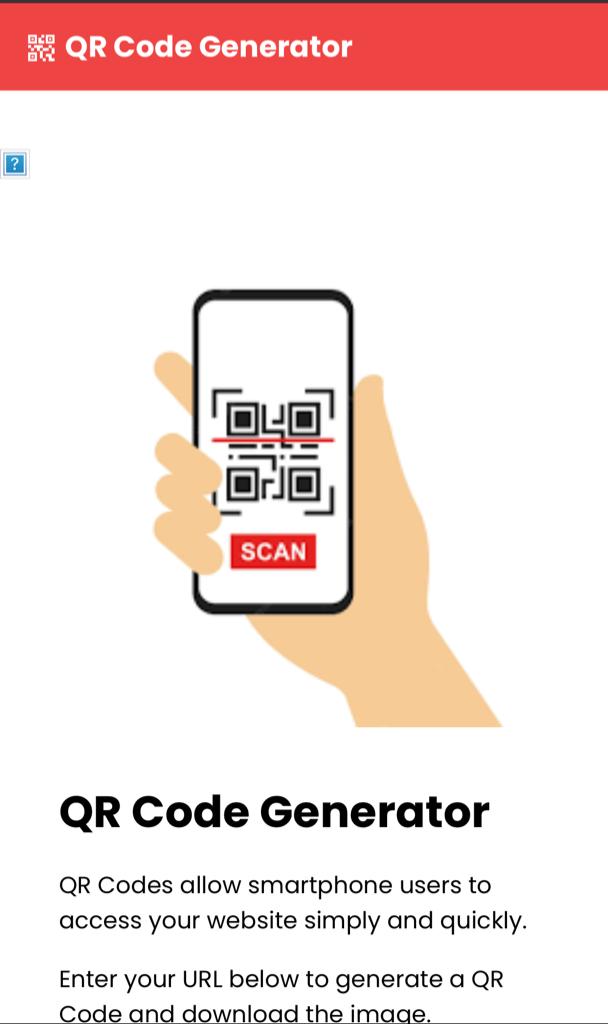 QR Code Generator
?
SCAN
QR Code Generator
QR Codes allow smartphone users to
access your website simply and quickly.
Enter your URL below to generate a QR
Code and download the image.